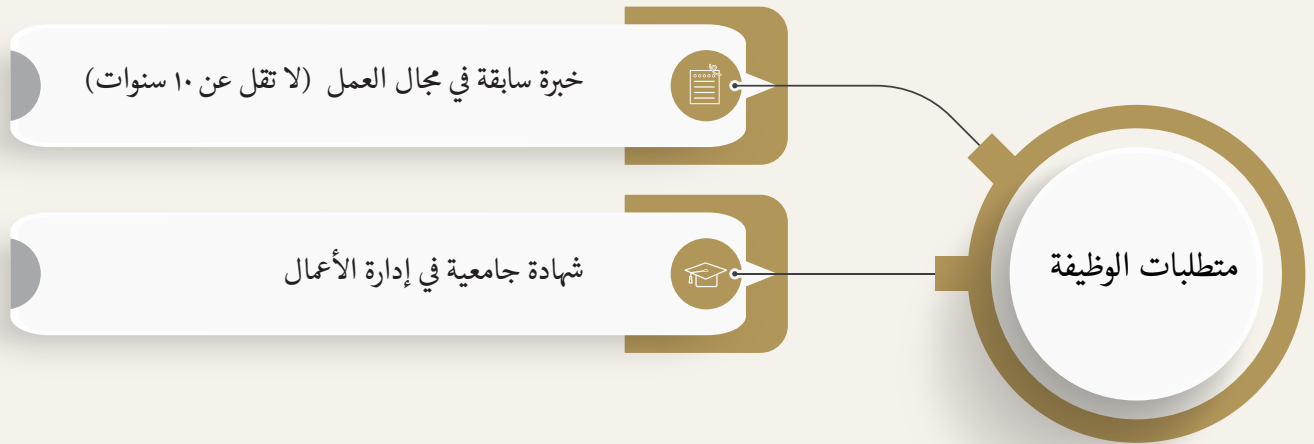 متطلبات الوظيفة
خبرة سابقة في مجال العمل (لا تقل عن ١٠ سنوات)
شهادة جامعية في إدارة الأعمال